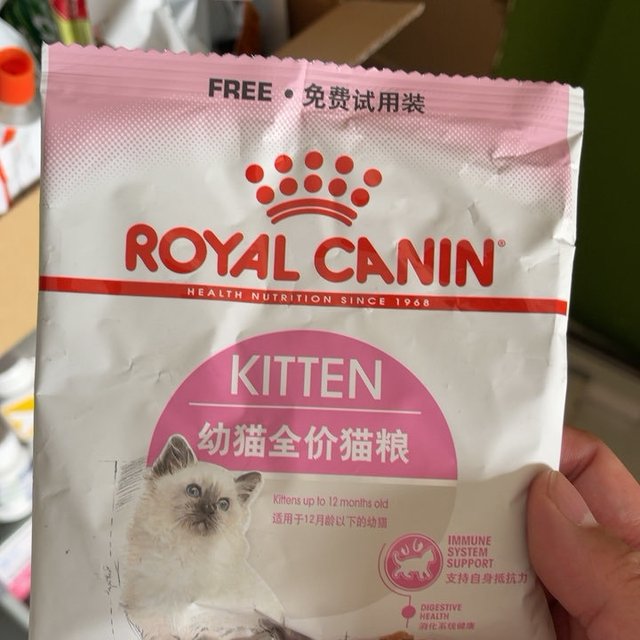 FREE • 免费试用装
ROYAL CANIN®
HEALTH NUTRITION SINCE 1968
KITTEN
幼猫全价猫粮
Kittens up to 12 months old
适用于12月龄以下的幼猫
IMMUNE
SYSTEM
SUPPORT
支持自身抵抗力
DIGESTIVE
HEALTH
消化系统健康